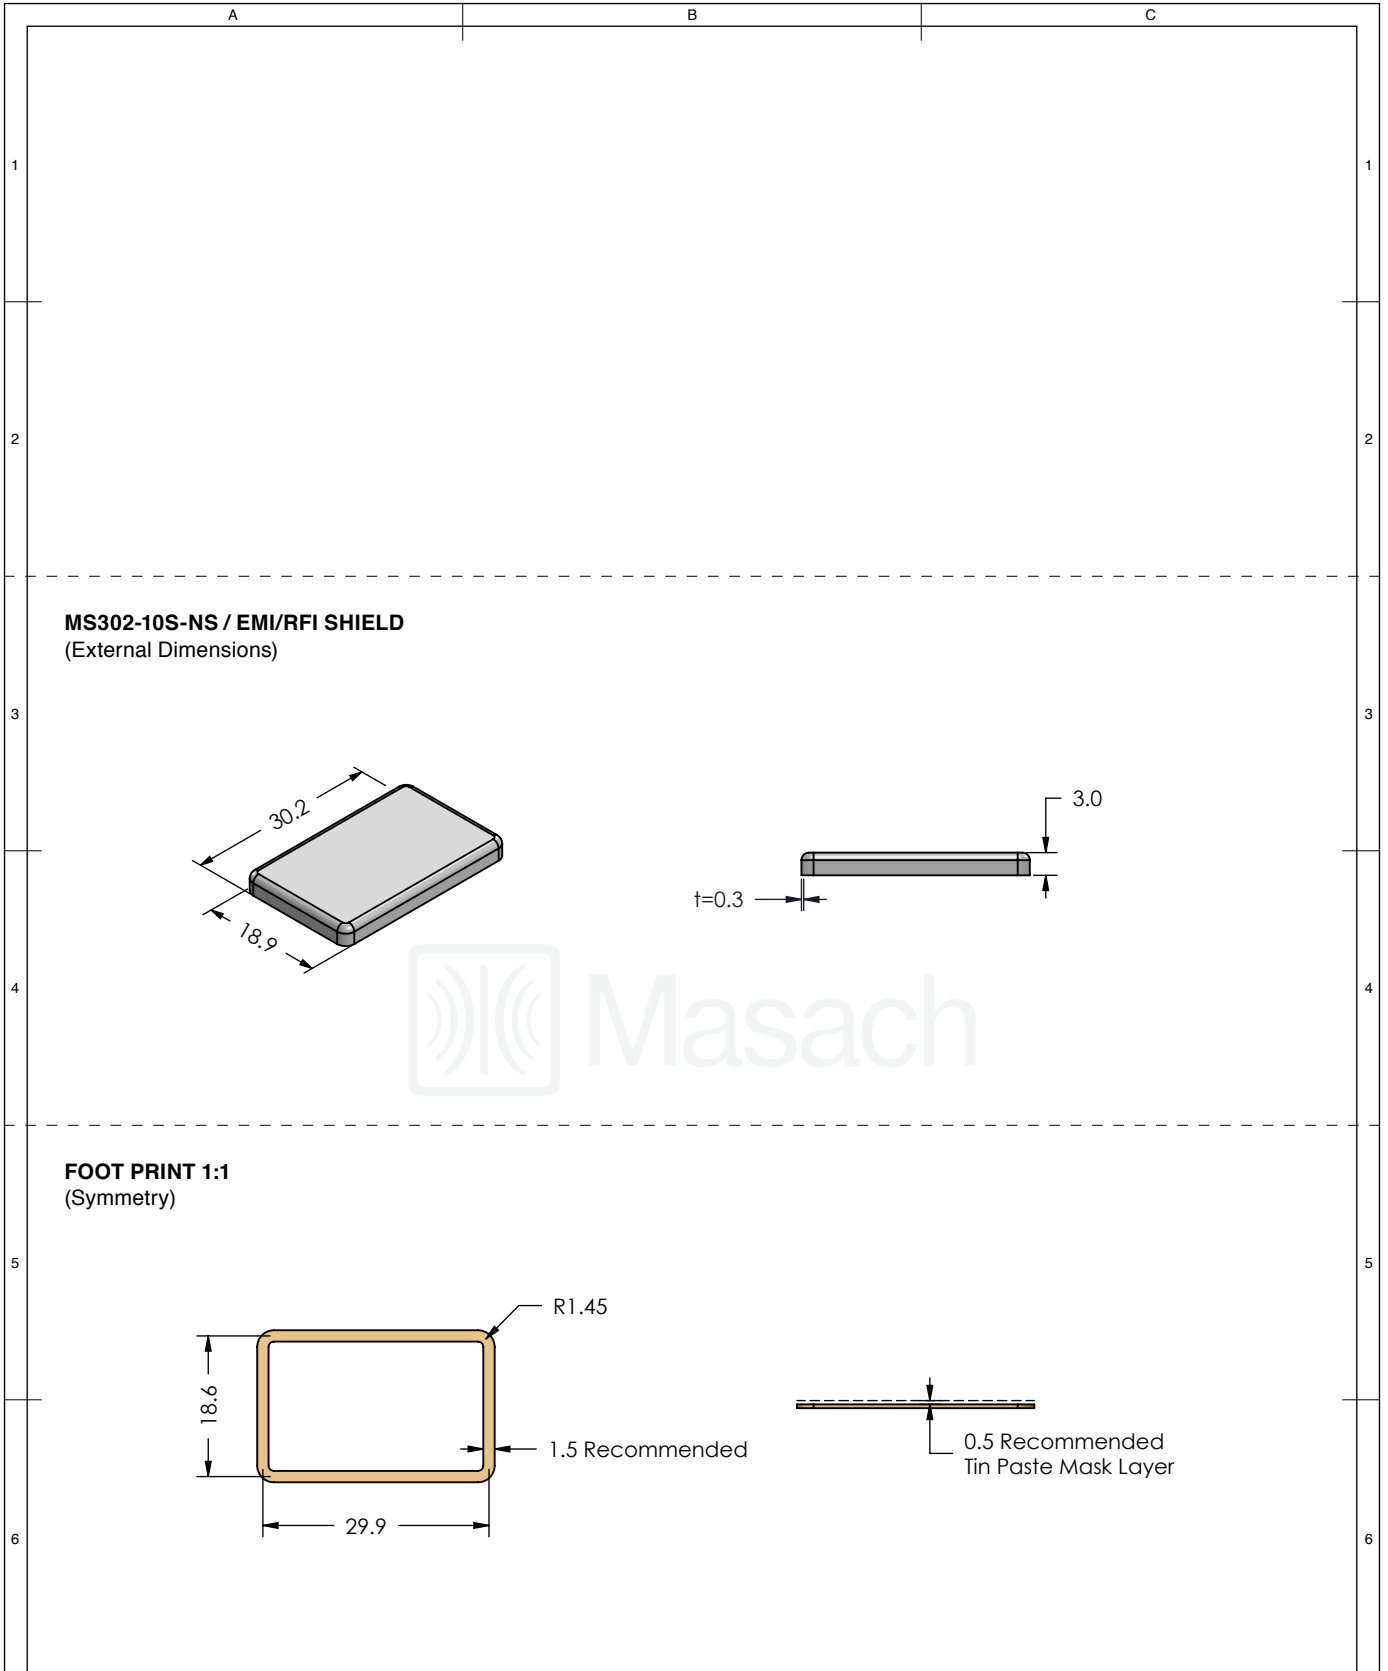 A B C
1 1
2 2
MS302-10S-NS / EMI/RFI SHIELD
(External Dimensions)
3 3
30.2
3.0
t=0.3
18.9
4 4
Masach
FOOT PRINT 1:1
(Symmetry)
5 5
R1.45
18.6
1.5 Recommended
0.5 Recommended
Tin Paste Mask Layer
29.9
6 6